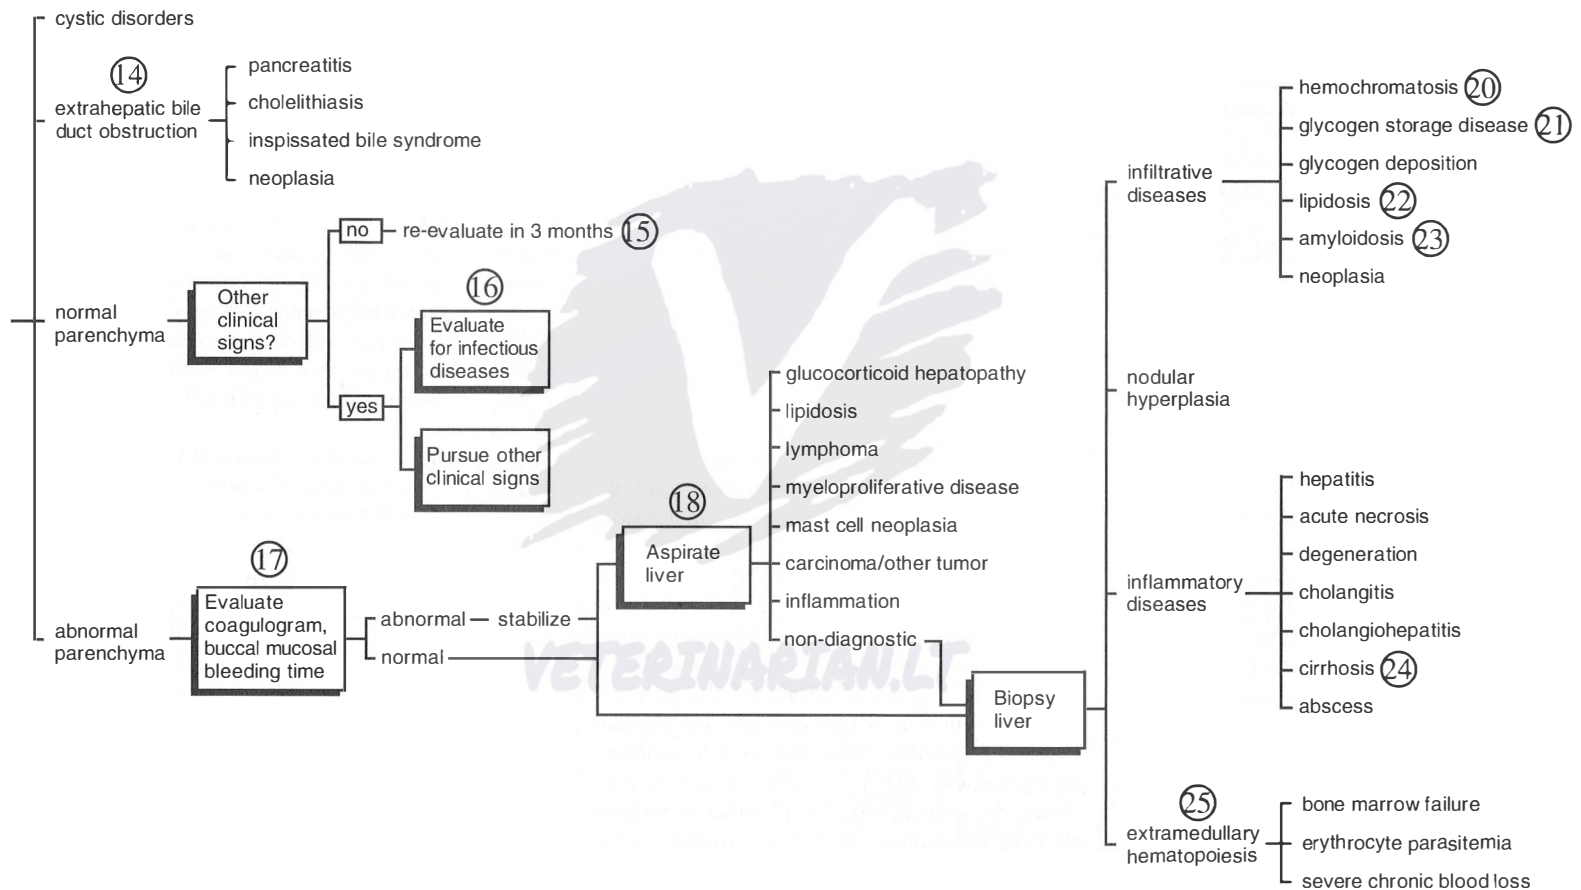 cystic disorders
14
extrahepatic bile
duct obstruction
pancreatitis
cholelithiasis
inspissated bile syndrome
neoplasia
normal
parenchyma
Other
clinical
signs?
no
re-evaluate in 3 months 15
yes
16
Evaluate
for infectious
diseases
Pursue other
clinical signs
abnormal
parenchyma
17
Evaluate
coagulogram,
buccal mucosal
bleeding time
abnormal
stabilize
normal
18
Aspirate
liver
glucocorticoid hepatopathy
lipidosis
lymphoma
myeloproliferative disease
mast cell neoplasia
carcinoma/other tumor
inflammation
non-diagnostic
VETERINARIAN.LT
Biopsy
liver
infiltrative
diseases
hemochromatosis 20
glycogen storage disease 21
glycogen deposition
lipidosis 22
amyloidosis 23
neoplasia
nodular
hyperplasia
inflammatory
diseases
hepatitis
acute necrosis
degeneration
cholangitis
cholangiohepatitis
cirrhosis 24
abscess
25
extramedullary
hematopoiesis
bone marrow failure
erythrocyte parasitemia
severe chronic blood loss